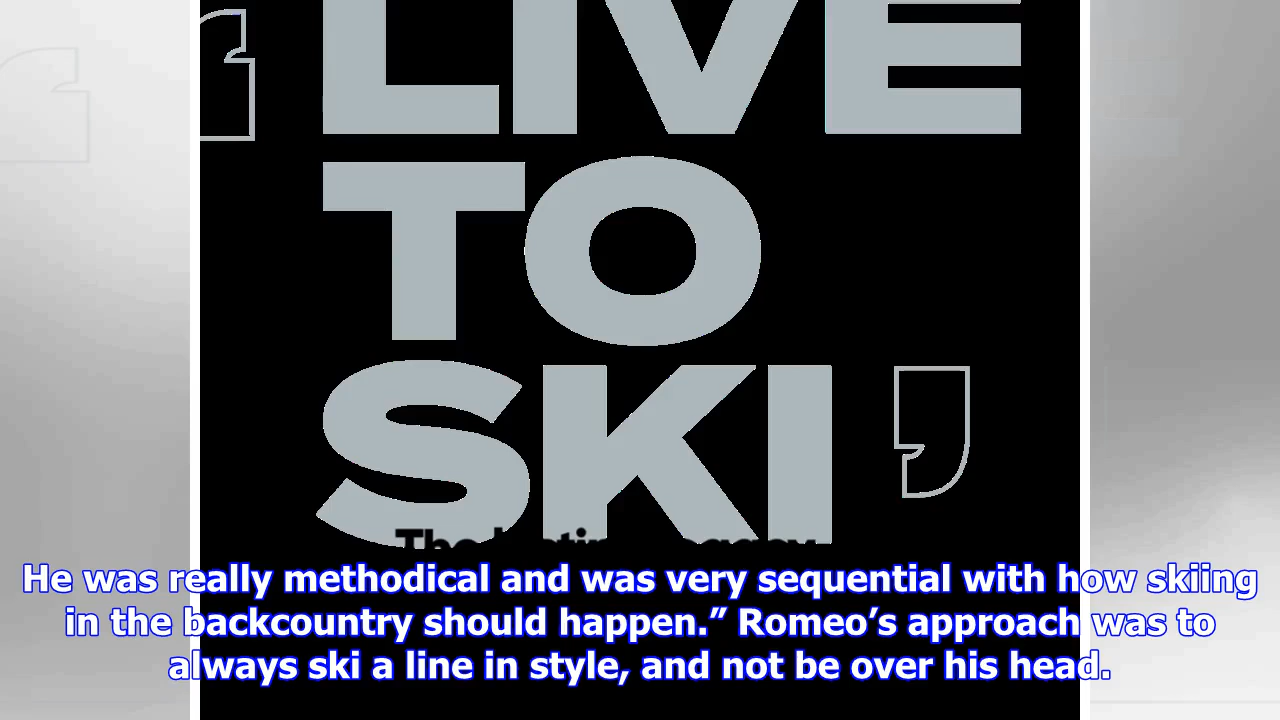 ‘LIVE
TO
SKI’
The
He was really methodical and was very sequential with how skiing
in the backcountry should happen.” Romeo’s approach was to
always ski a line in style, and not be over his head.